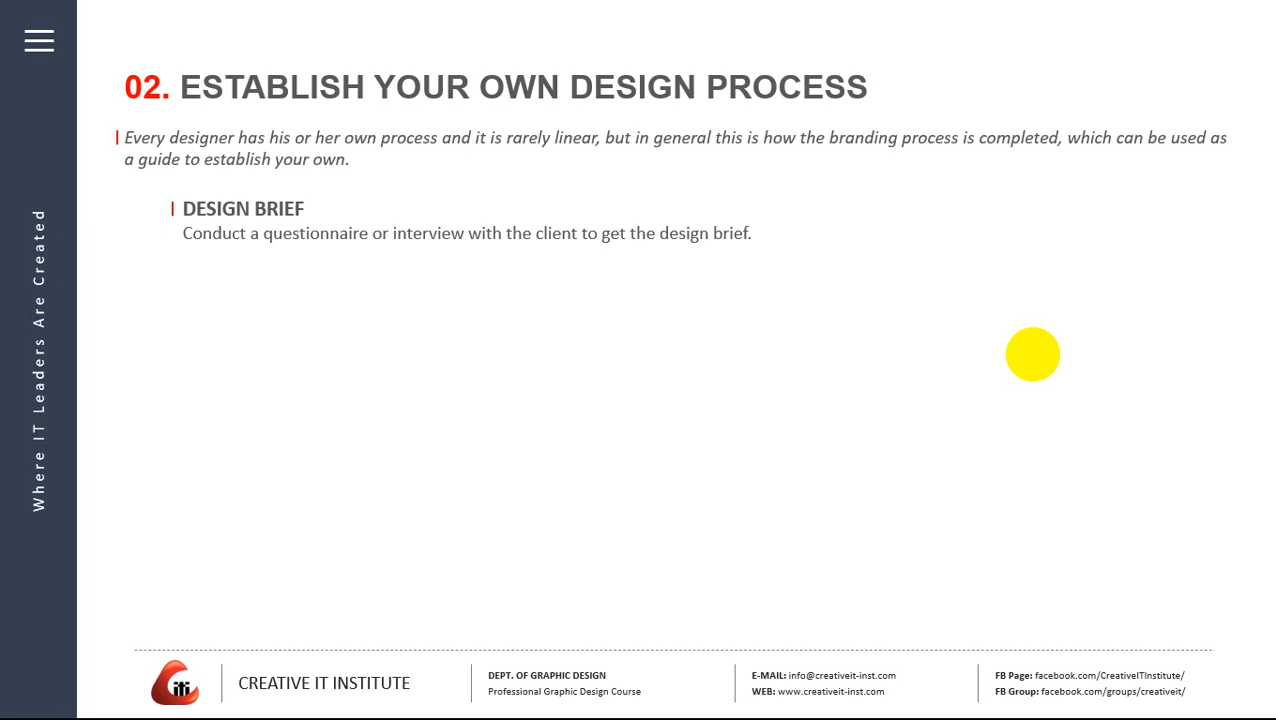 02. ESTABLISH YOUR OWN DESIGN PROCESS
Every designer has his or her own process and it is rarely linear, but in general this is how the branding process is completed, which can be used as
a guide to establish your own.
DESIGN BRIEF
Conduct a questionnaire or interview with the client to get the design brief.
Where IT Leaders Are Created
iti
CREATIVE IT INSTITUTE
DEPT. OF GRAPHIC DESIGN
Professional Graphic Design Course
E-MAIL: info@creativeit-inst.com
WEB: www.creativeit-inst.com
FB Page: facebook.com/CreativeITInstitute/
FB Group: facebook.com/groups/creativeit/